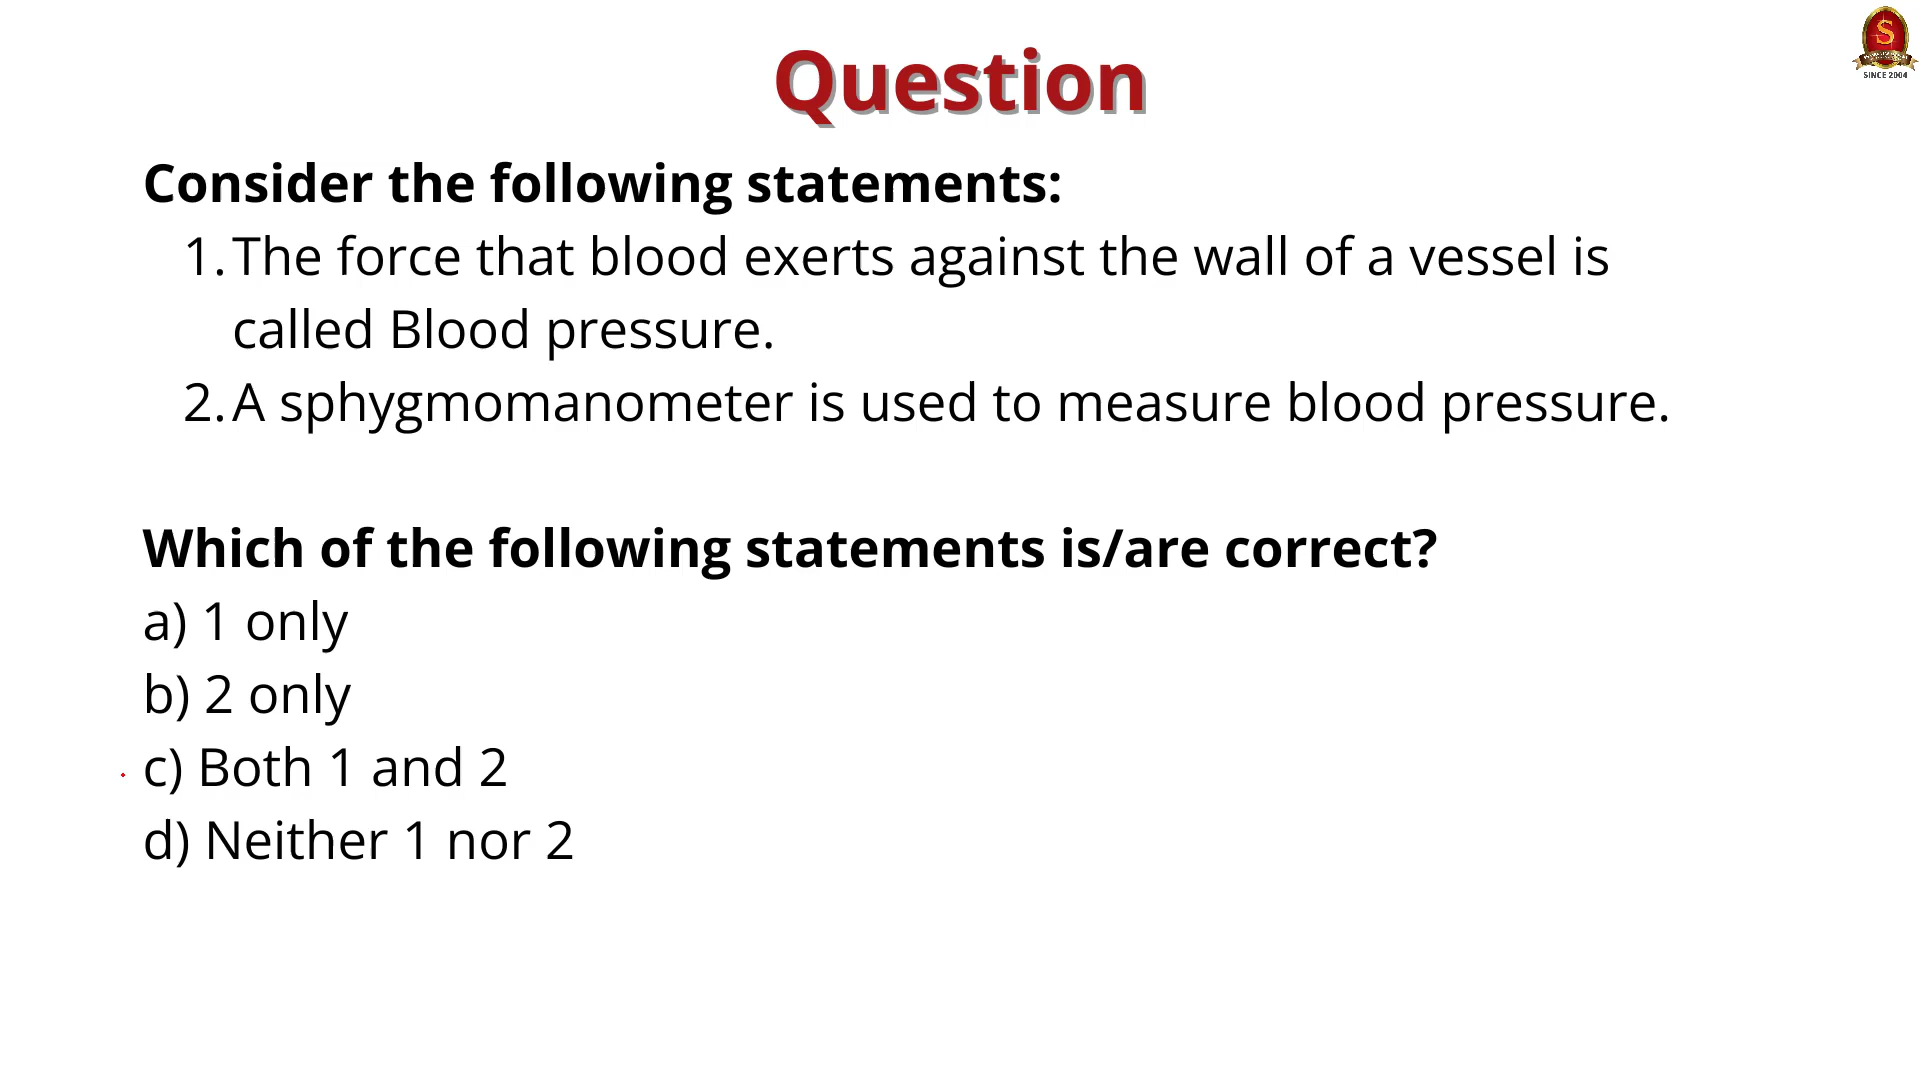 Question
SINCE 2004
Consider the following statements:
1. The force that blood exerts against the wall of a vessel is
called Blood pressure.
2. A sphygmomanometer is used to measure blood pressure.
Which of the following statements is/are correct?
a) 1 only
b) 2 only
c) Both 1 and 2
d) Neither 1 nor 2